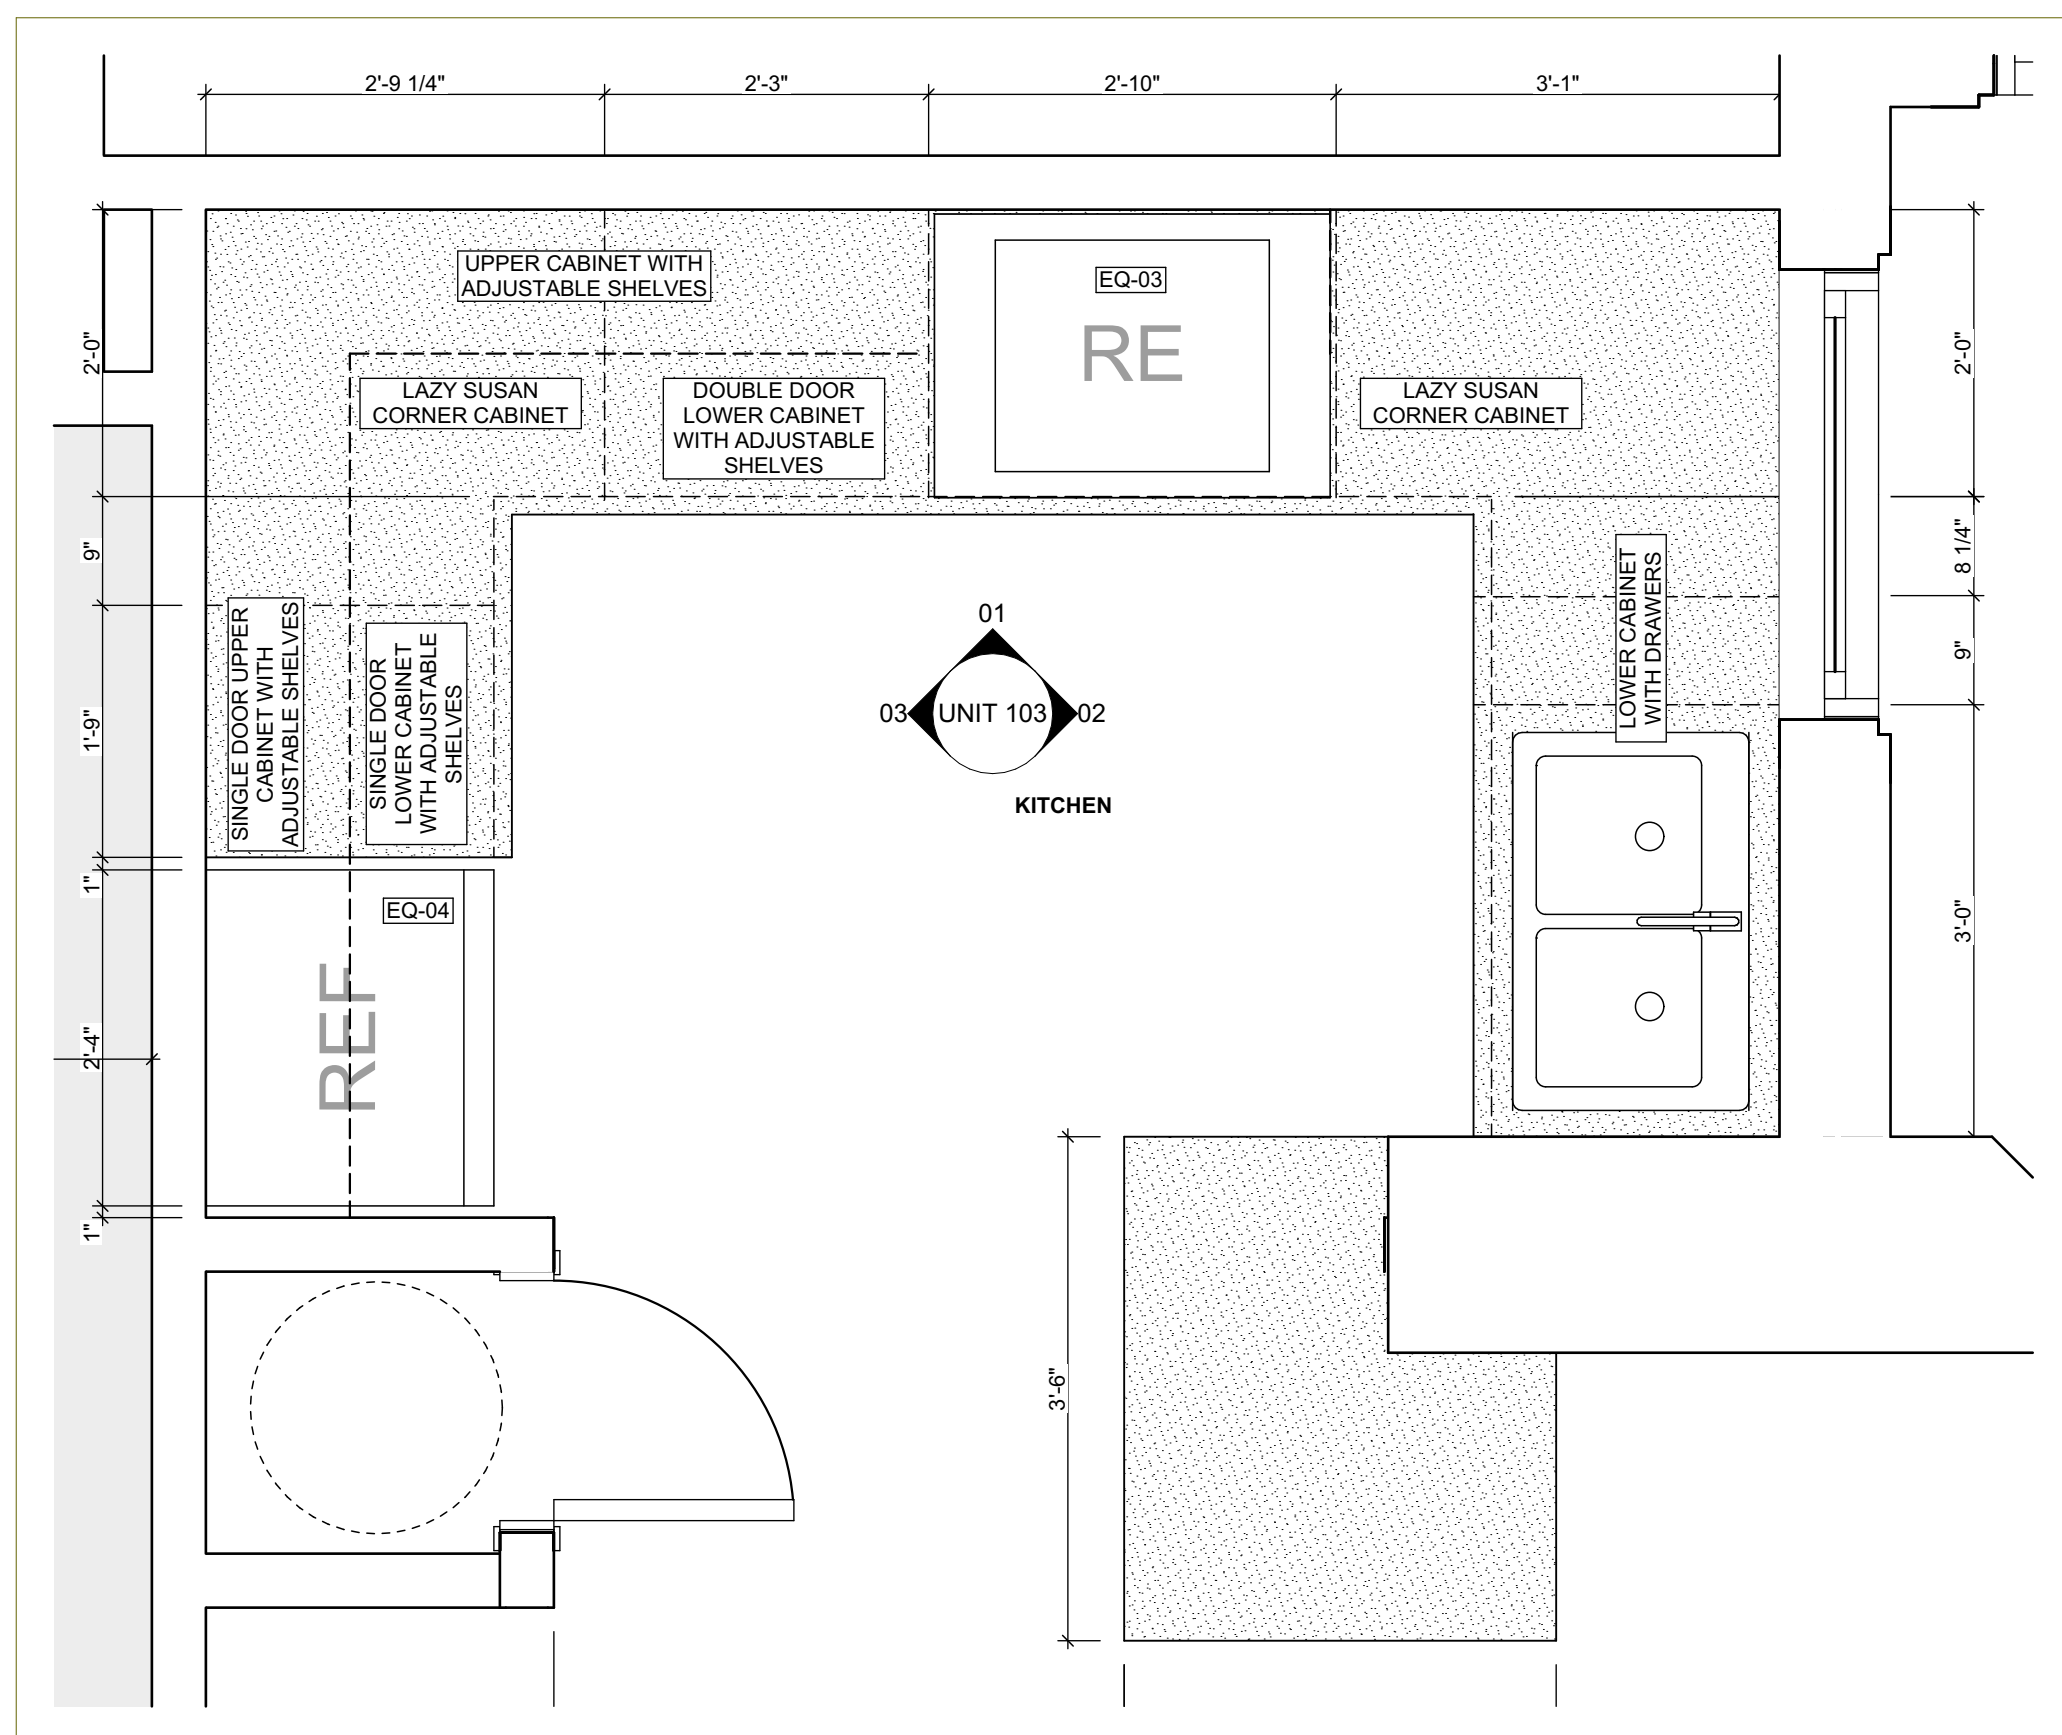 2'-9 1/4"
2'-3"
2'-10"
3'-1"
UPPER CABINET WITH
ADJUSTABLE SHELVES
EQ-03
RE
LAZY SUSAN
CORNER CABINET
DOUBLE DOOR
LOWER CABINET
WITH ADJUSTABLE
SHELVES
LAZY SUSAN
CORNER CABINET
2'-0"
9"
1'-9"
1"
2'-4"
1"
2'-0"
8 1/4"
9"
3'-0"
SINGLE DOOR UPPER
CABINET WITH
ADJUSTABLE SHELVES
SINGLE DOOR
LOWER CABINET
WITH ADJUSTABLE
SHELVES
LOWER CABINET
WITH DRAWERS
01
03
UNIT 103
02
KITCHEN
EQ-04
REF
3'-6"